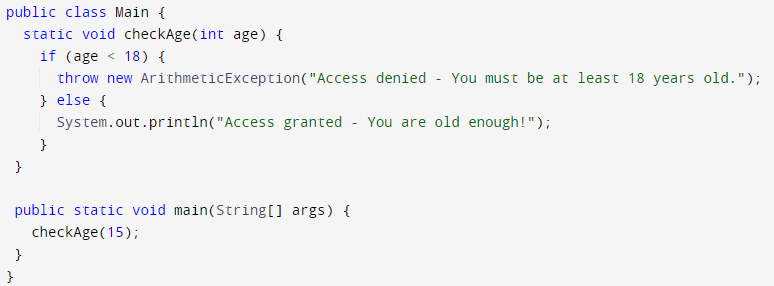 public class Main {
  static void checkAge(int age) {
    if (age < 18) {
      throw new ArithmeticException("Access denied - You must be at least 18 years old.");
    } else {
      System.out.println("Access granted - You are old enough!");
    }
 }

 public static void main(String[] args) {
   checkAge(15);
 }
}